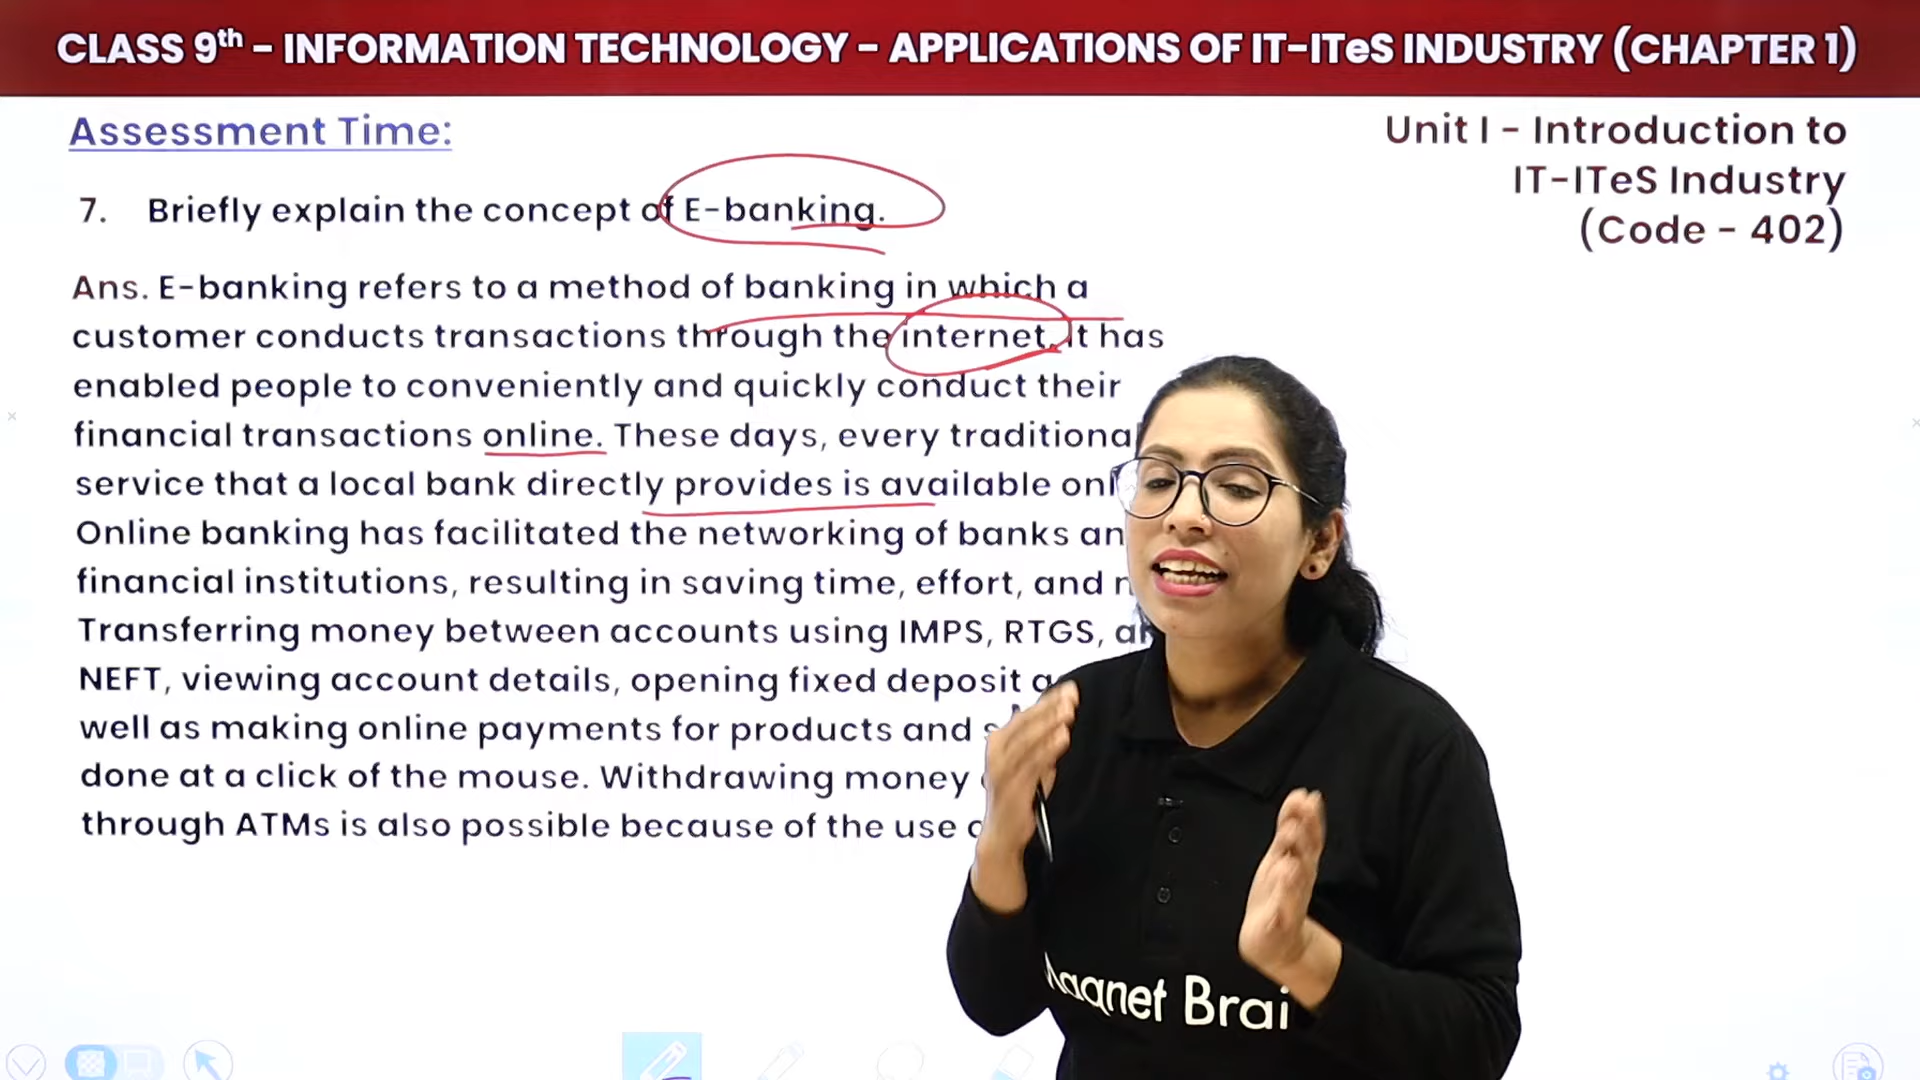 CLASS 9th – INFORMATION TECHNOLOGY – APPLICATIONS OF IT-ITeS INDUSTRY (CHAPTER 1)
Assessment Time:
Unit I – Introduction to
IT-ITeS Industry
(Code - 402)
7. Briefly explain the concept of E-banking.
Ans. E-banking refers to a method of banking in which a
customer conducts transactions through the internet. It has
enabled people to conveniently and quickly conduct their
financial transactions online. These days, every traditional
service that a local bank directly provides is available
Online banking has facilitated the networking of banks
financial institutions, resulting in saving time, effort, and
Transferring money between accounts using IMPS, RTGS,
NEFT, viewing account details, opening fixed deposit
well as making online payments for products and
done at a click of the mouse. Withdrawing money
through ATMs is also possible because of the use